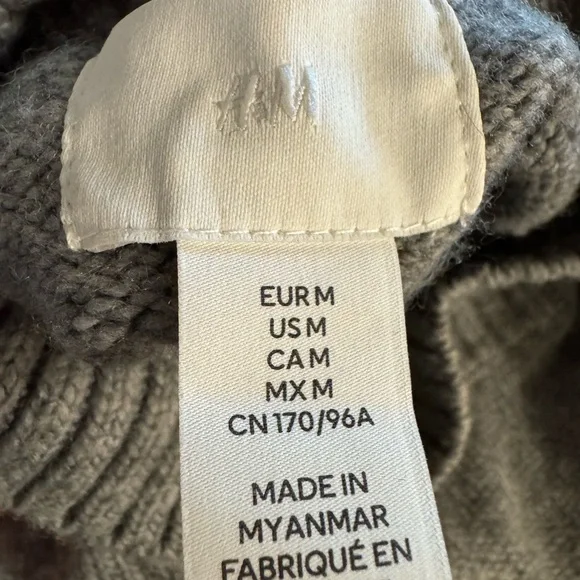 H&M
EUR M
US M
CA M
MX M
CN 170/96A
MADE IN
MYANMAR
FABRIQUÉ EN